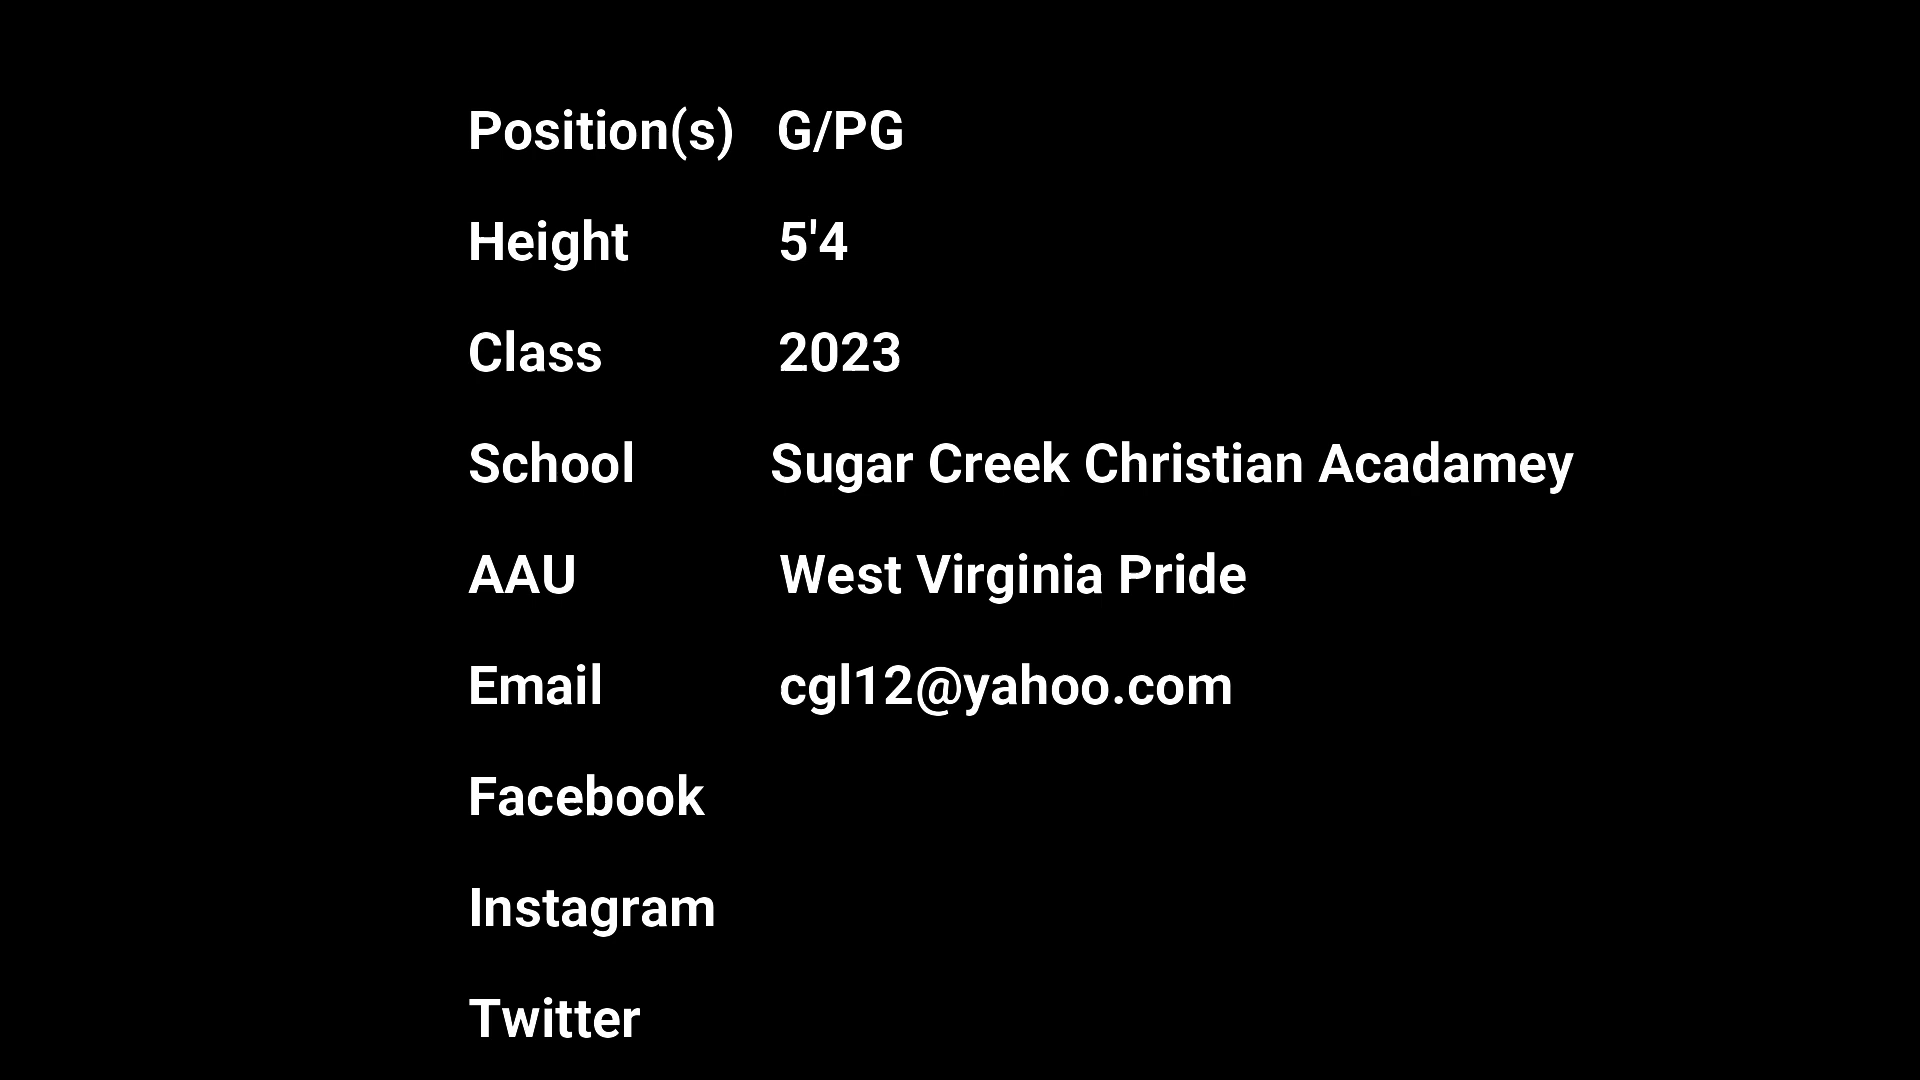 Position(s) G/PG
Height 5'4
Class 2023
School Sugar Creek Christian Acadamey
AAU West Virginia Pride
Email cgl12@yahoo.com
Facebook
Instagram
Twitter